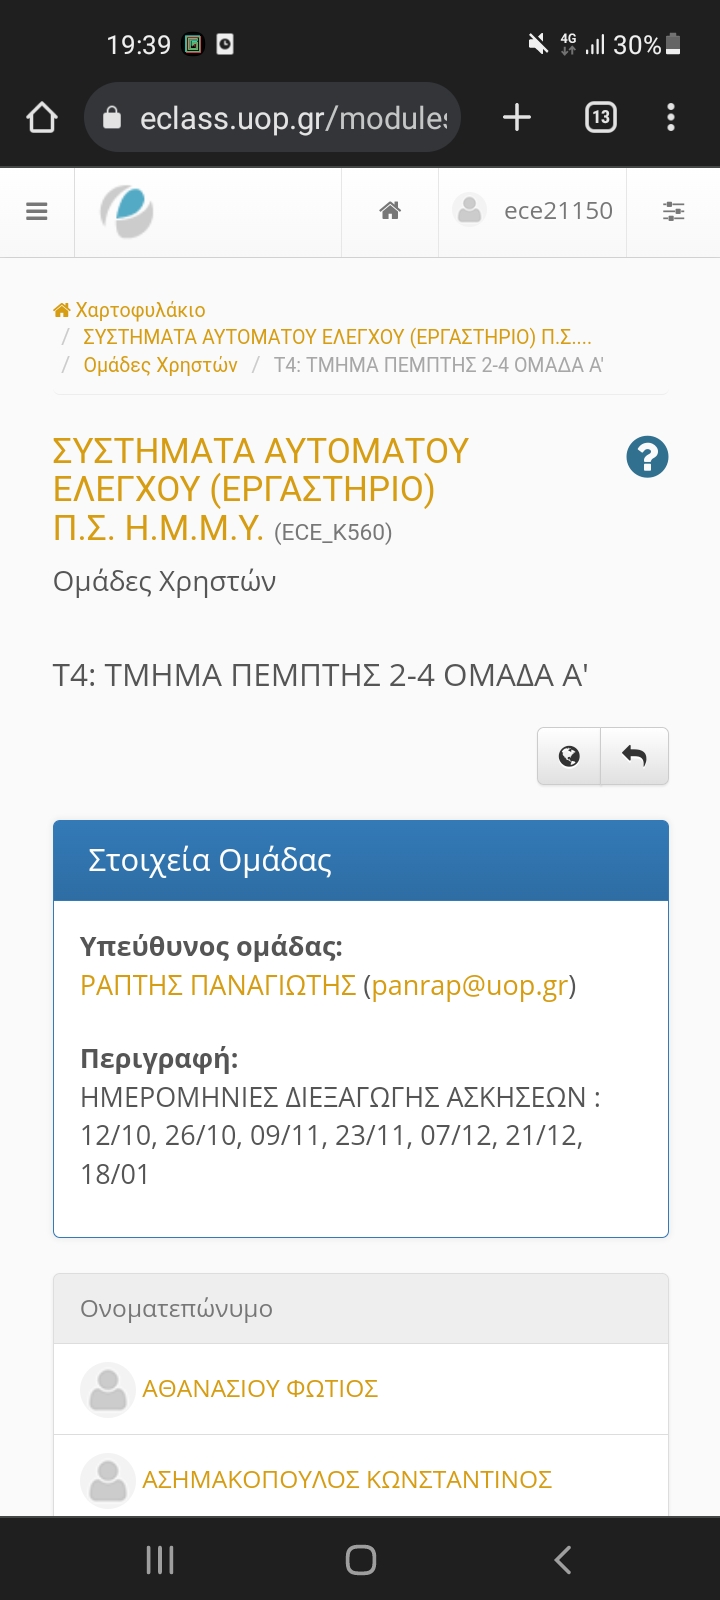 19:39
4G
30%
eclass.uop.gr/modules
13
ece21150
Χαρτοφυλάκιο
/ ΣΥΣΤΗΜΑΤΑ ΑΥΤΟΜΑΤΟΥ ΕΛΕΓΧΟΥ (ΕΡΓΑΣΤΗΡΙΟ) Π.Σ....
/ Ομάδες Χρηστών / Τ4: ΤΜΗΜΑ ΠΕΜΠΤΗΣ 2-4 ΟΜΑΔΑ Α'
ΣΥΣΤΗΜΑΤΑ ΑΥΤΟΜΑΤΟΥ
ΕΛΕΓΧΟΥ (ΕΡΓΑΣΤΗΡΙΟ)
Π.Σ. Η.Μ.Μ.Υ. (ECE_K560)
Ομάδες Χρηστών
Τ4: ΤΜΗΜΑ ΠΕΜΠΤΗΣ 2-4 ΟΜΑΔΑ Α'
Στοιχεία Ομάδας
Υπεύθυνος ομάδας:
ΡΑΠΤΗΣ ΠΑΝΑΓΙΩΤΗΣ (panrap@uop.gr)
Περιγραφή:
ΗΜΕΡΟΜΗΝΙΕΣ ΔΙΕΞΑΓΩΓΗΣ ΑΣΚΗΣΕΩΝ :
12/10, 26/10, 09/11, 23/11, 07/12, 21/12,
18/01
Ονοματεπώνυμο
ΑΘΑΝΑΣΙΟΥ ΦΩΤΙΟΣ
ΑΣΗΜΑΚΟΠΟΥΛΟΣ ΚΩΝΣΤΑΝΤΙΝΟΣ